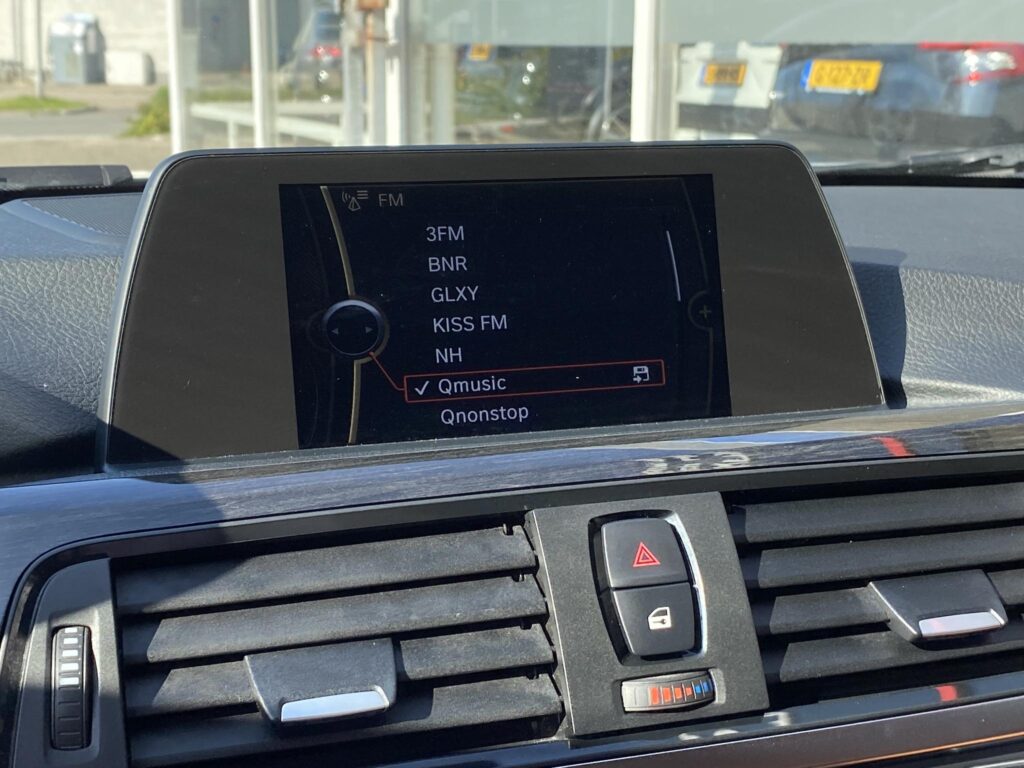 FM
3FM
BNR
GLXY
KISS FM
NH
Qmusic
Qnonstop